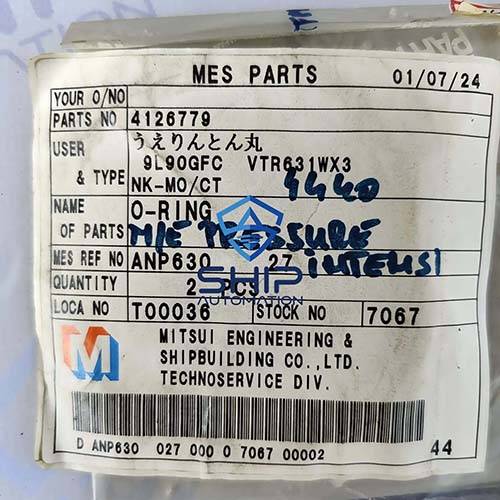 MES PARTS 01/07/24
YOUR O/NO
PARTS NO 4126779
USER うえりんとん丸
& TYPE 9L90GFC VTR631WX3
NK-MO/CT 4440
NAME O-RING
OF PARTS M/E PRESSURE
MES REF NO ANP630 27 INTENSI
QUANTITY 2 PCS
SHIP
AUTOMATION
LOCA NO T00036 STOCK NO 7067
M
MITSUI ENGINEERING &
SHIPBUILDING CO.,LTD.
TECHNOSERVICE DIV.
D ANP630 027 000 0 7067 00002 44